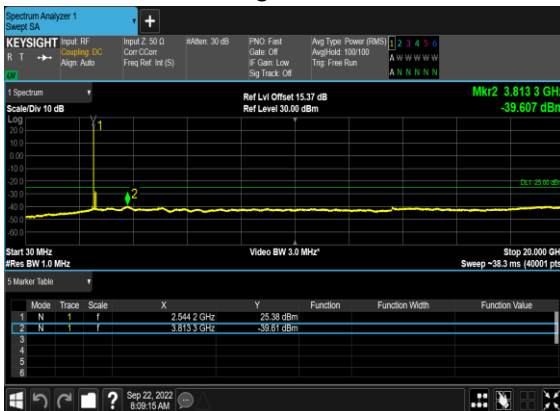 Spectrum Analyzer 1
Swept SA
KEYSIGHT Input: RF Input Z: 50 Ω #Atten: 30 dB PNO: Fast Avg Type: Power (RMS) 1 2 3 4 5 6
R T Coupling: DC Corr CCorr Gate: Off Avg|Hold: 100/100 A W W W W W
Align: Auto Freq Ref: Int (S) IF Gain: Low Trig: Free Run
LV Sig Track: Off A N N N N N
1 Spectrum Ref Lvl Offset 15.37 dB Mkr2 3.813 3 GHz
Scale/Div 10 dB Ref Level 30.00 dBm -39.607 dBm
Log
20.0
1
10.0
0.00
-10.0
-20.0
DL1 -25.00 dBm
-30.0
2
-40.0
-50.0
-60.0
Start 30 MHz Video BW 3.0 MHz* Stop 20.000 GHz
#Res BW 1.0 MHz Sweep ~38.3 ms (40001 pts)
5 Marker Table
Mode Trace Scale X Y Function Function Width Function Value
1 N 1 f 2.544 2 GHz 25.38 dBm
2 N 1 f 3.813 3 GHz -39.61 dBm
3
4
5
6
Sep 22, 2022
8:09:15 AM